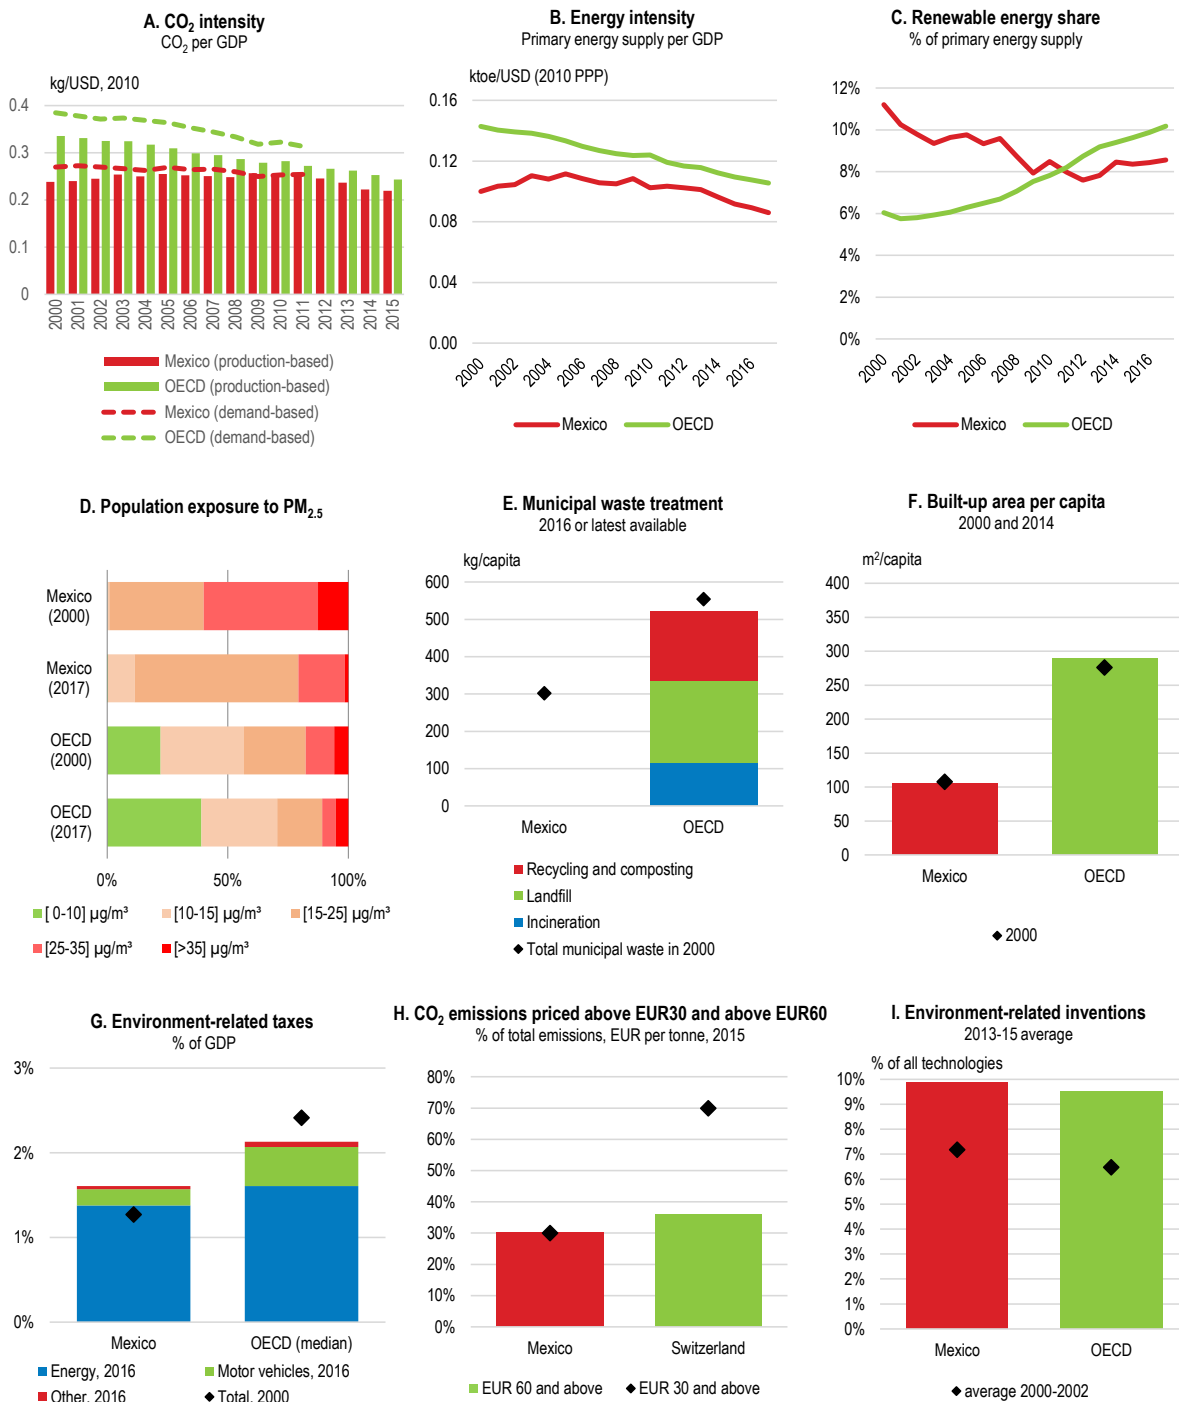 A. CO₂ intensity
CO₂ per GDP
kg/USD, 2010
0.4
0.3
0.2
0.1
0
2000
2001
2002
2003
2004
2005
2006
2007
2008
2009
2010
2011
2012
2013
2014
2015
Mexico (production-based)
OECD (production-based)
Mexico (demand-based)
OECD (demand-based)
B. Energy intensity
Primary energy supply per GDP
ktoe/USD (2010 PPP)
0.16
0.12
0.08
0.04
0.00
2000
2002
2004
2006
2008
2010
2012
2014
2016
Mexico
OECD
C. Renewable energy share
% of primary energy supply
12%
10%
8%
6%
4%
2%
0%
2000
2002
2004
2006
2008
2010
2012
2014
2016
Mexico
OECD
D. Population exposure to PM₂.₅
Mexico
(2000)
Mexico
(2017)
OECD
(2000)
OECD
(2017)
0%
50%
100%
[ 0-10] µg/m³
[10-15] µg/m³
[15-25] µg/m³
[25-35] µg/m³
[>35] µg/m³
E. Municipal waste treatment
2016 or latest available
kg/capita
600
500
400
300
200
100
0
Mexico
OECD
Recycling and composting
Landfill
Incineration
Total municipal waste in 2000
F. Built-up area per capita
2000 and 2014
m²/capita
400
350
300
250
200
150
100
50
0
Mexico
OECD
2000
G. Environment-related taxes
% of GDP
3%
2%
1%
0%
Mexico
OECD (median)
Energy, 2016
Motor vehicles, 2016
Other, 2016
Total, 2000
H. CO₂ emissions priced above EUR30 and above EUR60
% of total emissions, EUR per tonne, 2015
80%
70%
60%
50%
40%
30%
20%
10%
0%
Mexico
Switzerland
EUR 60 and above
EUR 30 and above
I. Environment-related inventions
2013-15 average
% of all technologies
10%
9%
8%
7%
6%
5%
4%
3%
2%
1%
0%
Mexico
OECD
average 2000-2002